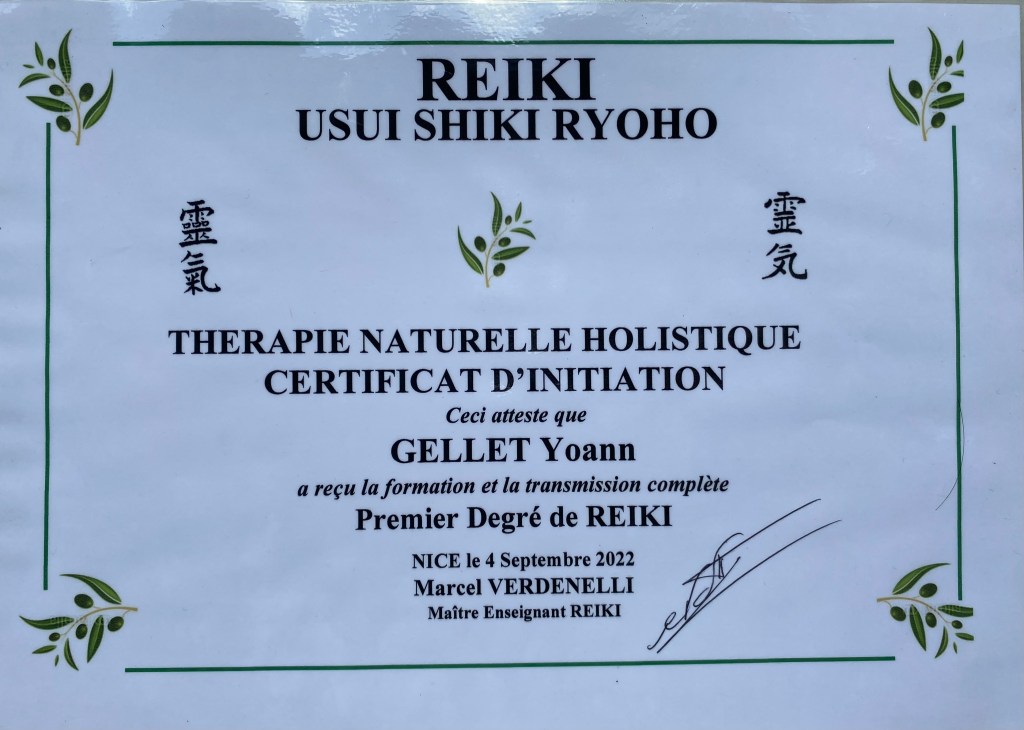 REIKI
USUI SHIKI RYOHO
靈氣
霊気
THERAPIE NATURELLE HOLISTIQUE
CERTIFICAT D’INITIATION
Ceci atteste que
GELLET Yoann
a reçu la formation et la transmission complète
Premier Degré de REIKI
NICE le 4 Septembre 2022
Marcel VERDENELLI
Maître Enseignant REIKI